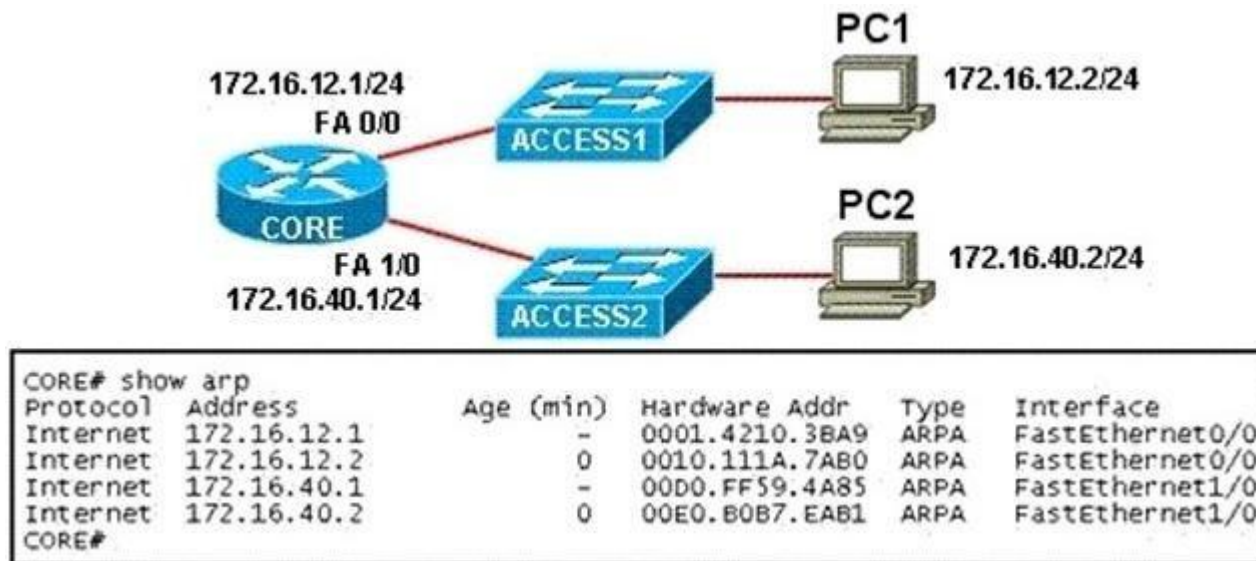 PC1
172.16.12.1/24
172.16.12.2/24
FA 0/0
ACCESS1
PC2
CORE
FA 1/0
172.16.40.2/24
172.16.40.1/24
ACCESS2
CORE# show arp
Protocol Address Age (min) Hardware Addr Type Interface
Internet 172.16.12.1 - 0001.4210.3BA9 ARPA FastEthernet0/0
Internet 172.16.12.2 0 0010.111A.7AB0 ARPA FastEthernet0/0
Internet 172.16.40.1 - 00D0.FF59.4A85 ARPA FastEthernet1/0
Internet 172.16.40.2 0 00E0.B0B7.EAB1 ARPA FastEthernet1/0
CORE#